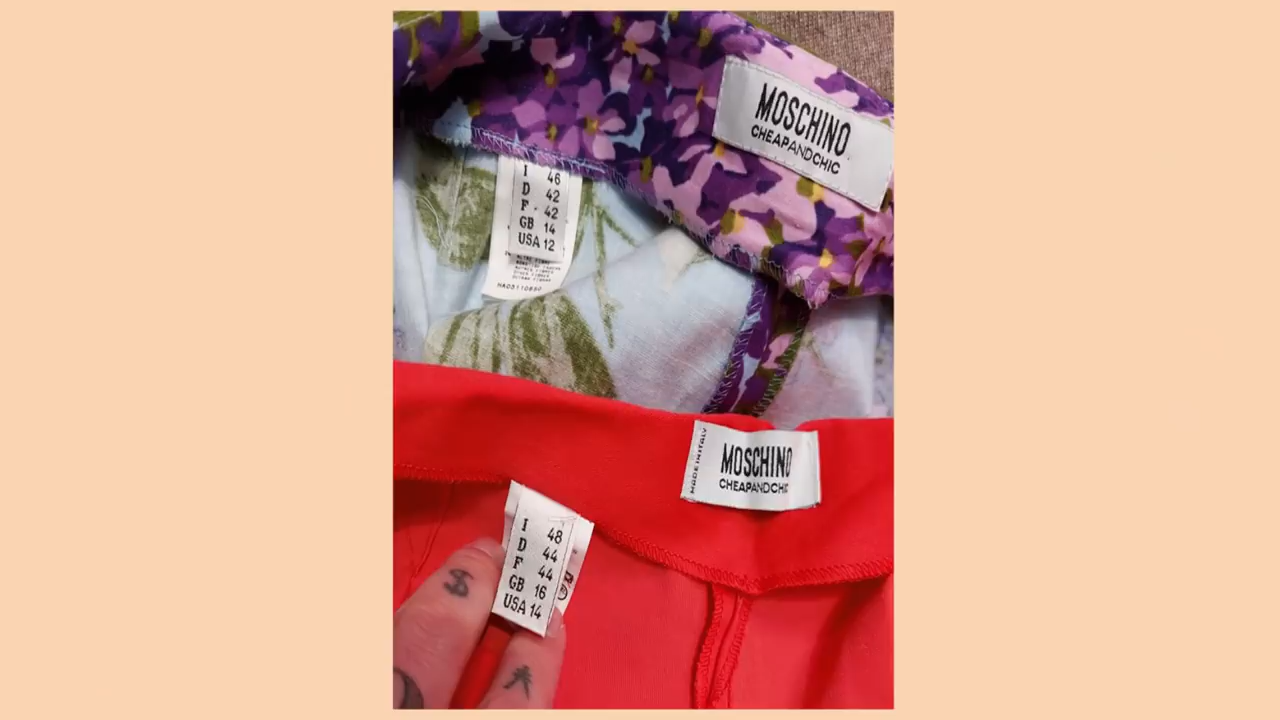 MOSCHINO
CHEAPANDCHIC
I 46
D 42
F 42
GB 14
USA 12
MADE IN ITALY
MOSCHINO
CHEAPANDCHIC
I 48
D 44
F 44
GB 16
USA 14